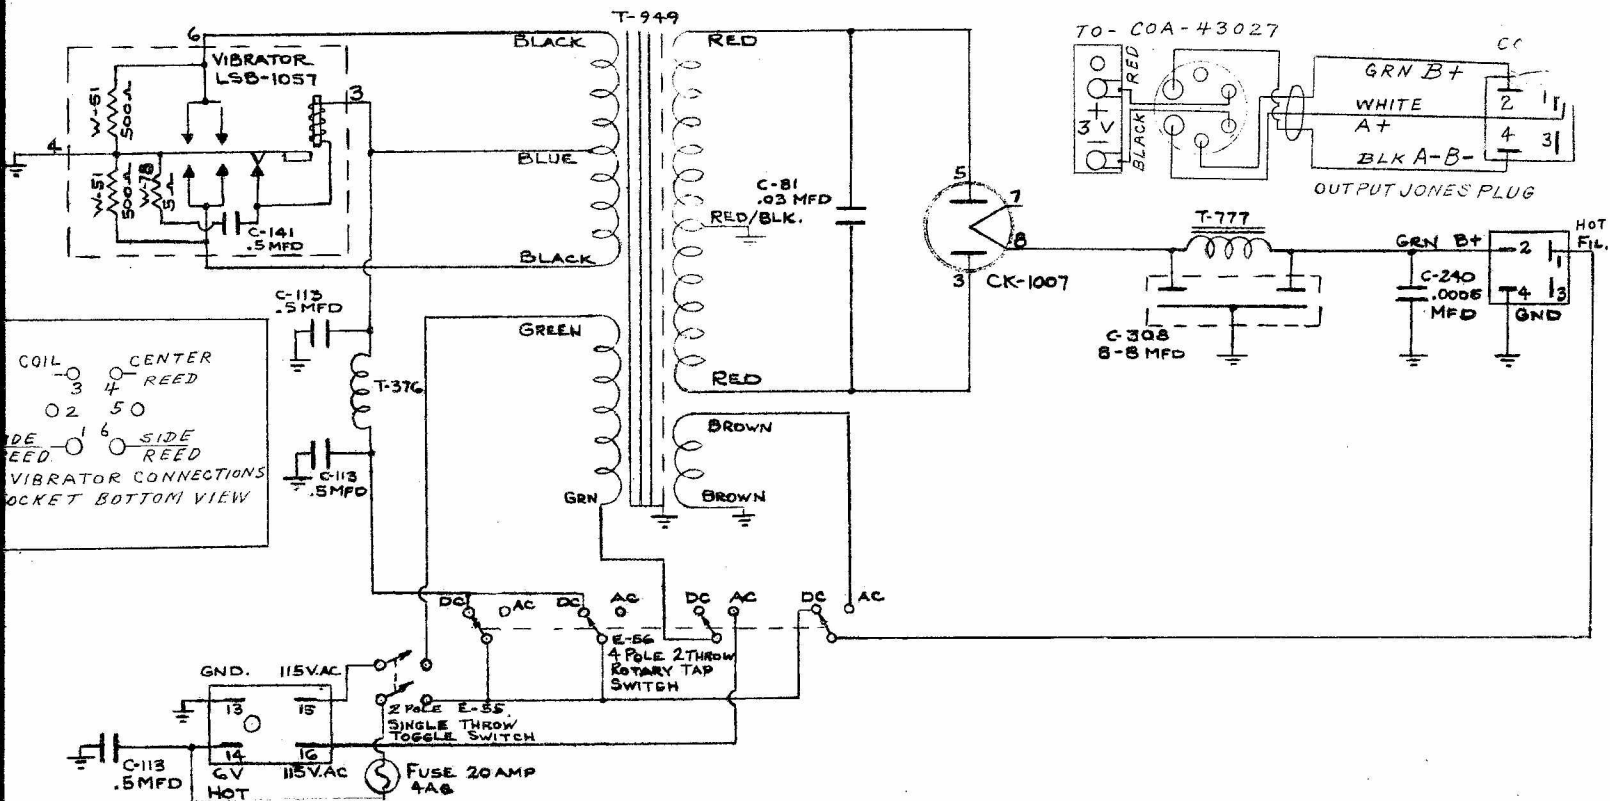 T-949
6
BLACK
RED
VIBRATOR
LSB-1057
W-51
500Ω
3
4
BLUE
W-51
500Ω
W-78
5Ω
C-141
.5MFD
BLACK
C-81
.03 MFD
RED/BLK.
5
7
8
3
CK-1007
TO- COA-43027
RED
+
3V
-
BLACK
GRN B+
WHITE
A+
BLK A-B-
2
1
4
3
OUTPUT JONES PLUG
T-777
GRN B+
HOT
FIL.
2
1
4
3
GND
C-240
MFD
C-308
8-8 MFD
C-113
.5MFD
GREEN
RED
T-376
C-113
.5MFD
GRN
BROWN
BROWN
COIL
3
4
CENTER
REED
2
5
1
6
SIDE
REED
VIBRATOR CONNECTIONS
BOTTOM VIEW
DC
AC
DC
AC
DC
AC
DC
AC
E-56
4 POLE 2 THROW
ROTARY TAP
SWITCH
GND.
115V.AC
13
15
14
16
6V
HOT
115V.AC
2 POLE E-55
SINGLE THROW
TOGGLE SWITCH
C-113
.5MFD
FUSE 20 AMP